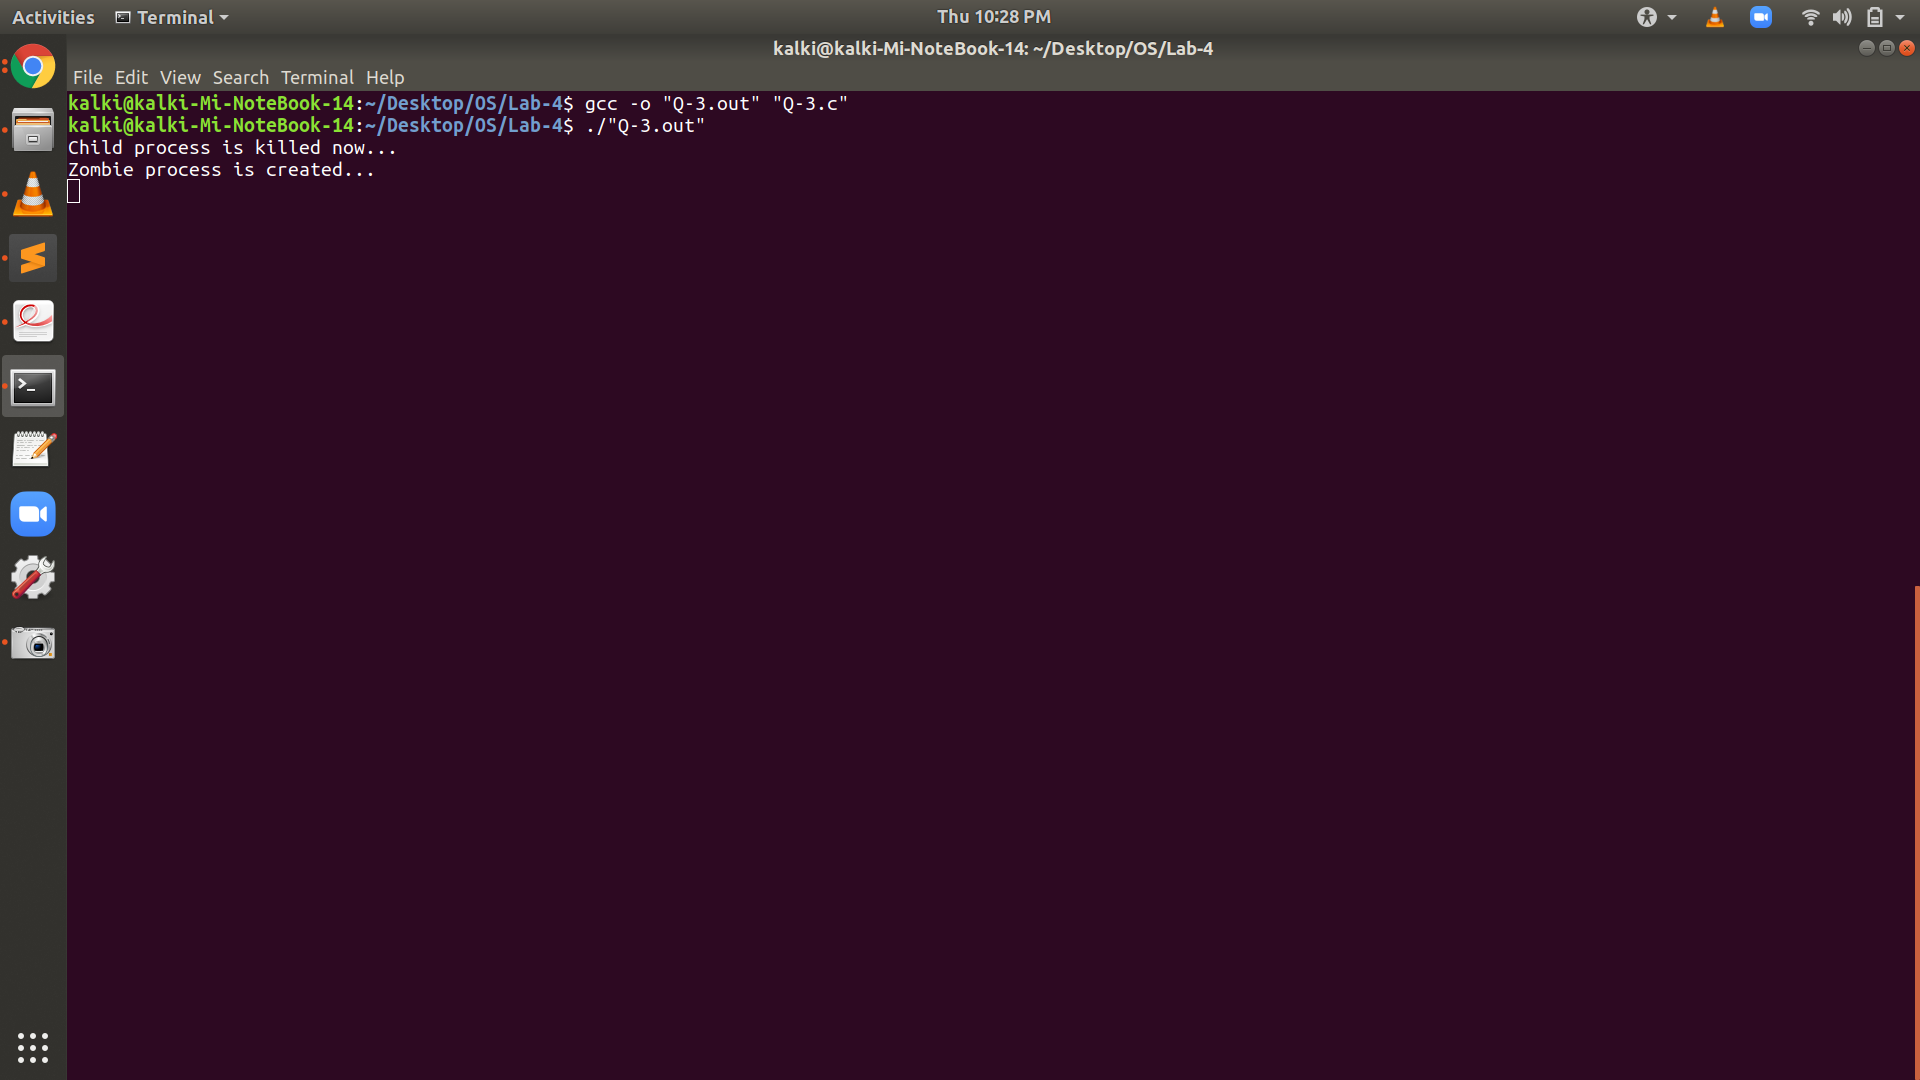 Activities Terminal Thu 10:28 PM
kalki@kalki-Mi-NoteBook-14: ~/Desktop/OS/Lab-4
File Edit View Search Terminal Help
kalki@kalki-Mi-NoteBook-14:~/Desktop/OS/Lab-4$ gcc -o "Q-3.out" "Q-3.c"
kalki@kalki-Mi-NoteBook-14:~/Desktop/OS/Lab-4$ ./"Q-3.out"
Child process is killed now...
Zombie process is created...